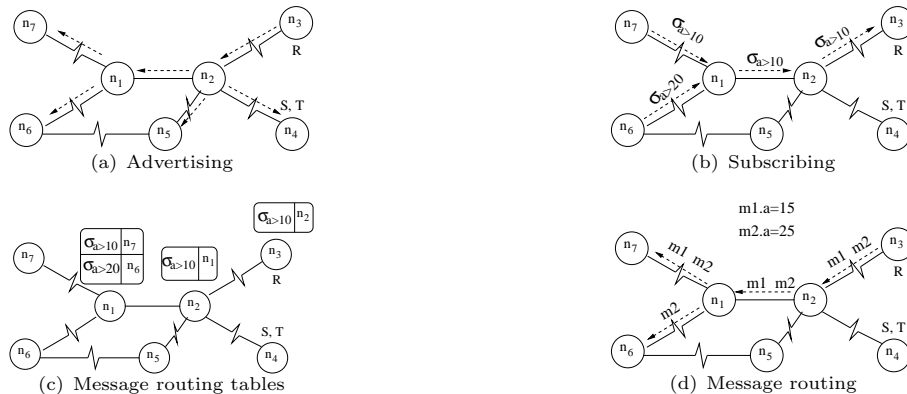 n7
n3
R
n1
n2
S, T
n6
n5
n4
(a) Advertising
n7
σa>10
σa>10
n3
R
σa>10
n1
n2
σa>20
S, T
n6
n5
n4
(b) Subscribing
σa>10 n2
σa>10 n7
σa>20 n6
σa>10 n1
n7
n3
R
n1
n2
S, T
n6
n5
n4
(c) Message routing tables
m1.a=15
m2.a=25
n7
m1 m2
m1 m2
n3
R
m1 m2
n1
n2
m2
S, T
n6
n5
n4
(d) Message routing